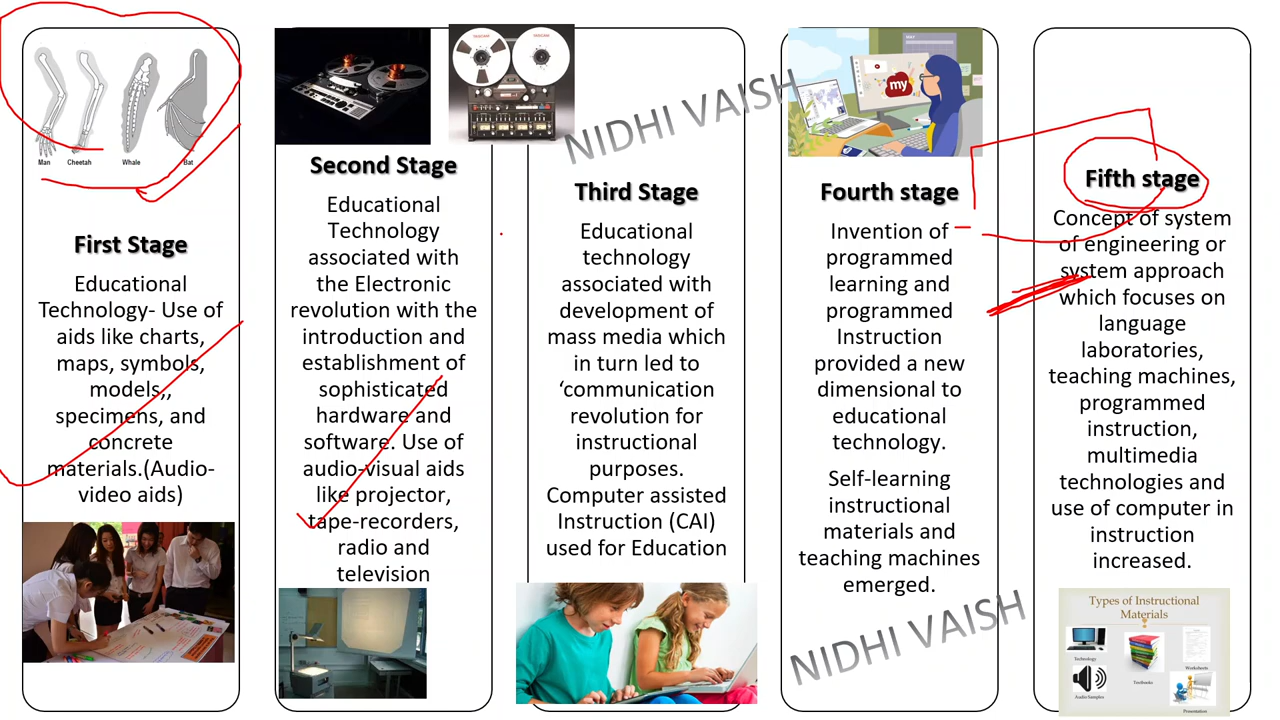 Man Cheetah Whale Bat
First Stage
Educational
Technology- Use of
aids like charts,
maps, symbols,
models,,
specimens, and
concrete
materials.(Audio-
video aids)
Second Stage
Educational
Technology
associated with
the Electronic
revolution with the
introduction and
establishment of
sophisticated
hardware and
software. Use of
audio-visual aids
like projector,
tape-recorders,
radio and
television
NIDHI VAISH
Third Stage
Educational
technology
associated with
development of
mass media which
in turn led to
‘communication
revolution for
instructional
purposes.
Computer assisted
Instruction (CAI)
used for Education
my
Fourth stage
Invention of
programmed
learning and
programmed
Instruction
provided a new
dimensional to
educational
technology.
Self-learning
instructional
materials and
teaching machines
emerged.
NIDHI VAISH
Fifth stage
Concept of system
of engineering or
system approach
which focuses on
language
laboratories,
teaching machines,
programmed
instruction,
multimedia
technologies and
use of computer in
instruction
increased.
Types of Instructional
Materials
Technology
Textbooks
Worksheets
Audio Samples
Presentation